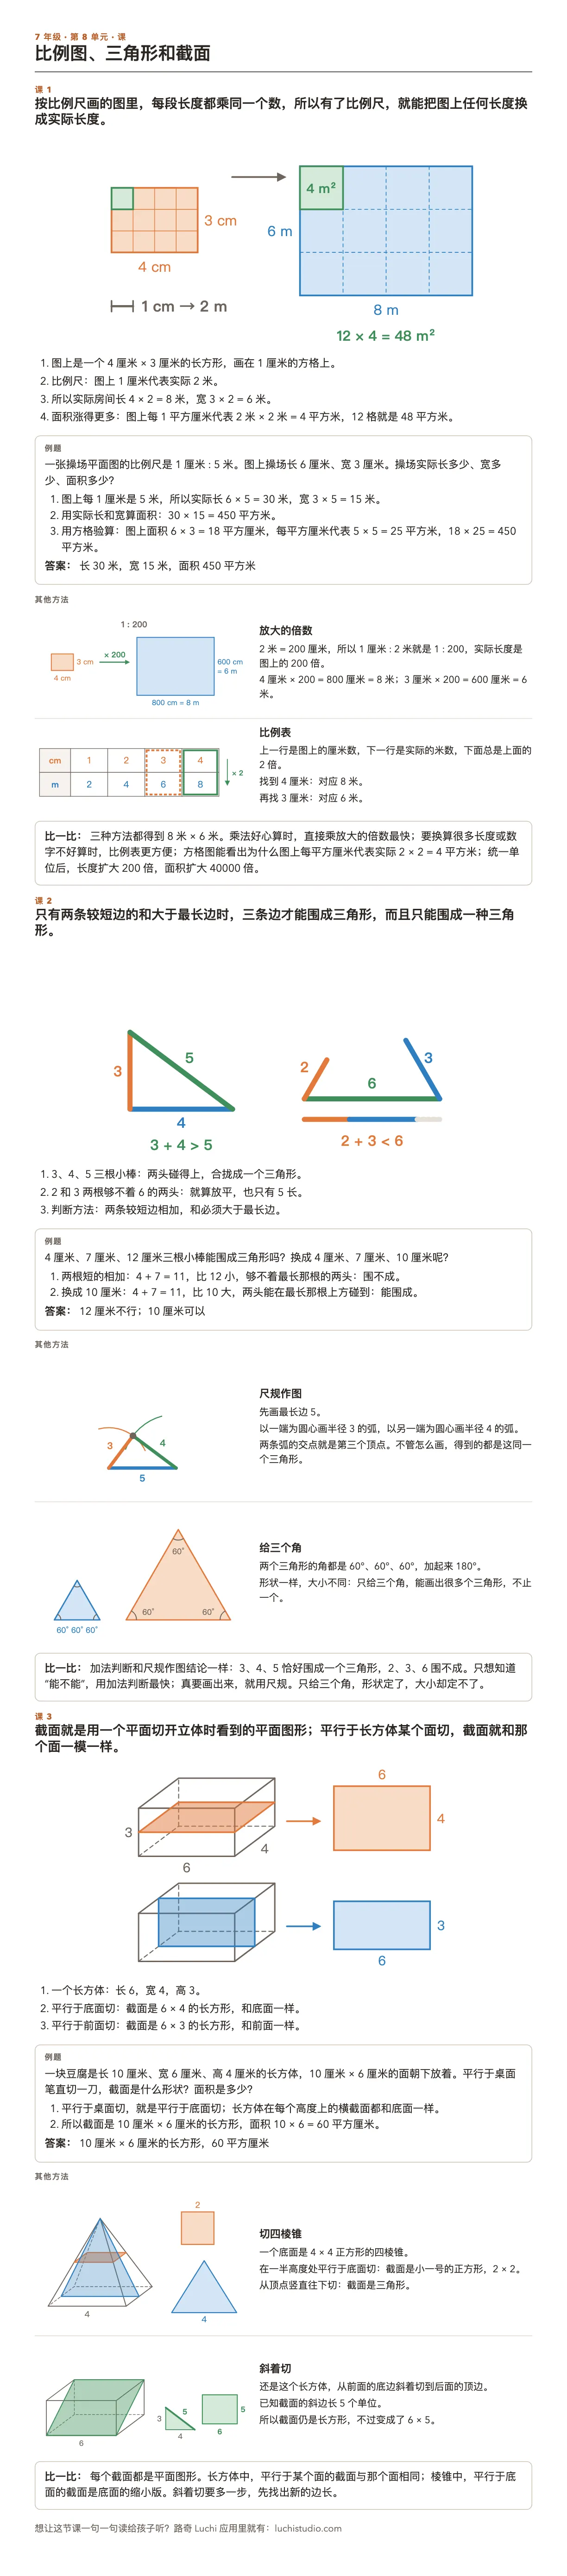 7 年级 · 第 8 单元 · 课
比例图、三角形和截面
课 1
按比例尺画的图里，每段长度都乘同一个数，所以有了比例尺，就能把图上任何长度换
成实际长度。
4 m²
3 cm
6 m
4 cm
1 cm → 2 m
8 m
12 × 4 = 48 m²
1. 图上是一个 4 厘米 × 3 厘米的长方形，画在 1 厘米的方格上。
2. 比例尺：图上 1 厘米代表实际 2 米。
3. 所以实际房间长 4 × 2 = 8 米，宽 3 × 2 = 6 米。
4. 面积涨得更多：图上每 1 平方厘米代表 2 米 × 2 米 = 4 平方米，12 格就是 48 平方米。
例题
一张操场平面图的比例尺是 1 厘米 : 5 米。图上操场长 6 厘米、宽 3 厘米。操场实际长多少、宽多
少、面积多少？
1. 图上每 1 厘米是 5 米，所以实际长 6 × 5 = 30 米，宽 3 × 5 = 15 米。
2. 用实际长和宽算面积：30 × 15 = 450 平方米。
3. 用方格验算：图上面积 6 × 3 = 18 平方厘米，每平方厘米代表 5 × 5 = 25 平方米，18 × 25 = 450
平方米。
答案： 长 30 米，宽 15 米，面积 450 平方米
其他方法
1 : 200
3 cm
× 200
600 cm
= 6 m
4 cm
800 cm = 8 m
放大的倍数
2 米 = 200 厘米，所以 1 厘米 : 2 米就是 1 : 200，实际长度是
图上的 200 倍。
4 厘米 × 200 = 800 厘米 = 8 米；3 厘米 × 200 = 600 厘米 = 6
米。
cm 1 2 3 4
m 2 4 6 8
× 2
比例表
上一行是图上的厘米数，下一行是实际的米数，下面总是上面的
2 倍。
找到 4 厘米：对应 8 米。
再找 3 厘米：对应 6 米。
比一比： 三种方法都得到 8 米 × 6 米。乘法好心算时，直接乘放大的倍数最快；要换算很多长度或数
字不好算时，比例表更方便；方格图能看出为什么图上每平方厘米代表实际 2 × 2 = 4 平方米；统一单
位后，长度扩大 200 倍，面积扩大 40000 倍。
课 2
只有两条较短边的和大于最长边时，三条边才能围成三角形，而且只能围成一种三角
形。
3
5
4
3 + 4 > 5
2
3
6
2 + 3 < 6
1. 3、4、5 三根小棒：两头碰得上，合拢成一个三角形。
2. 2 和 3 两根够不着 6 的两头：就算放平，也只有 5 长。
3. 判断方法：两条较短边相加，和必须大于最长边。
例题
4 厘米、7 厘米、12 厘米三根小棒能围成三角形吗？换成 4 厘米、7 厘米、10 厘米呢？
1. 两根短的相加：4 + 7 = 11，比 12 小，够不着最长那根的两头：围不成。
2. 换成 10 厘米：4 + 7 = 11，比 10 大，两头能在最长那根上方碰到：能围成。
答案： 12 厘米不行；10 厘米可以
其他方法
3
4
5
尺规作图
先画最长边 5。
以一端为圆心画半径 3 的弧，以另一端为圆心画半径 4 的弧。
两条弧的交点就是第三个顶点。不管怎么画，得到的都是这同一
个三角形。
60°
60°
60°
60° 60° 60°
给三个角
两个三角形的角都是 60°、60°、60°，加起来 180°。
形状一样，大小不同：只给三个角，能画出很多个三角形，不止
一个。
比一比： 加法判断和尺规作图结论一样：3、4、5 恰好围成一个三角形，2、3、6 围不成。只想知道
“能不能”，用加法判断最快；真要画出来，就用尺规。只给三个角，形状定了，大小却定不了。
课 3
截面就是用一个平面切开立体时看到的平面图形；平行于长方体某个面切，截面就和那
个面一模一样。
6
4
3
4
6
3
6
1. 一个长方体：长 6，宽 4，高 3。
2. 平行于底面切：截面是 6 × 4 的长方形，和底面一样。
3. 平行于前面切：截面是 6 × 3 的长方形，和前面一样。
例题
一块豆腐是长 10 厘米、宽 6 厘米、高 4 厘米的长方体，10 厘米 × 6 厘米的面朝下放着。平行于桌面
笔直切一刀，截面是什么形状？面积是多少？
1. 平行于桌面切，就是平行于底面切；长方体在每个高度上的横截面都和底面一样。
2. 所以截面是 10 厘米 × 6 厘米的长方形，面积 10 × 6 = 60 平方厘米。
答案： 10 厘米 × 6 厘米的长方形，60 平方厘米
其他方法
2
4
4
切四棱锥
一个底面是 4 × 4 正方形的四棱锥。
在一半高度处平行于底面切：截面是小一号的正方形，2 × 2。
从顶点竖直往下切：截面是三角形。
6
3
5
4
5
6
斜着切
还是这个长方体，从前面的底边斜着切到后面的顶边。
已知截面的斜边长 5 个单位。
所以截面仍是长方形，不过变成了 6 × 5。
比一比： 每个截面都是平面图形。长方体中，平行于某个面的截面与那个面相同；棱锥中，平行于底
面的截面是底面的缩小版。斜着切要多一步，先找出新的边长。
想让这节课一句一句读给孩子听？路奇 Luchi 应用里就有：luchistudio.com